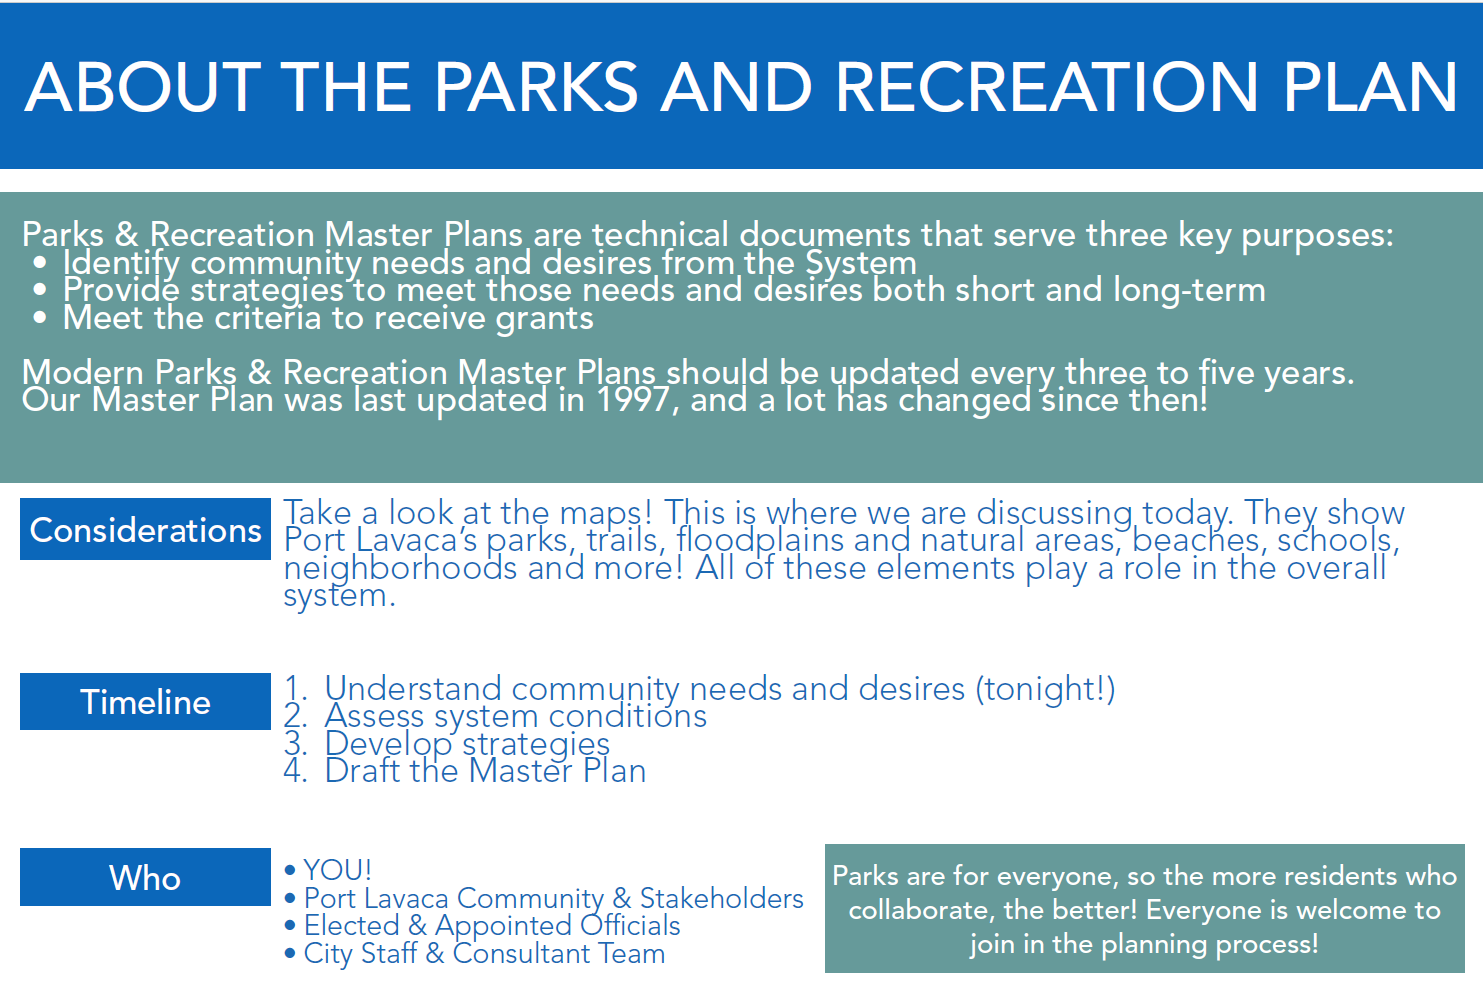 ABOUT THE PARKS AND RECREATION PLAN
Parks & Recreation Master Plans are technical documents that serve three key purposes:
• Identify community needs and desires from the System
• Provide strategies to meet those needs and desires both short and long-term
• Meet the criteria to receive grants
Modern Parks & Recreation Master Plans should be updated every three to five years.
Our Master Plan was last updated in 1997, and a lot has changed since then!
Considerations
Take a look at the maps! This is where we are discussing today. They show
Port Lavaca’s parks, trails, floodplains and natural areas, beaches, schools,
neighborhoods and more! All of these elements play a role in the overall
system.
Timeline
1. Understand community needs and desires (tonight!)
2. Assess system conditions
3. Develop strategies
4. Draft the Master Plan
Who
• YOU!
• Port Lavaca Community & Stakeholders
• Elected & Appointed Officials
• City Staff & Consultant Team
Parks are for everyone, so the more residents who
collaborate, the better! Everyone is welcome to
join in the planning process!